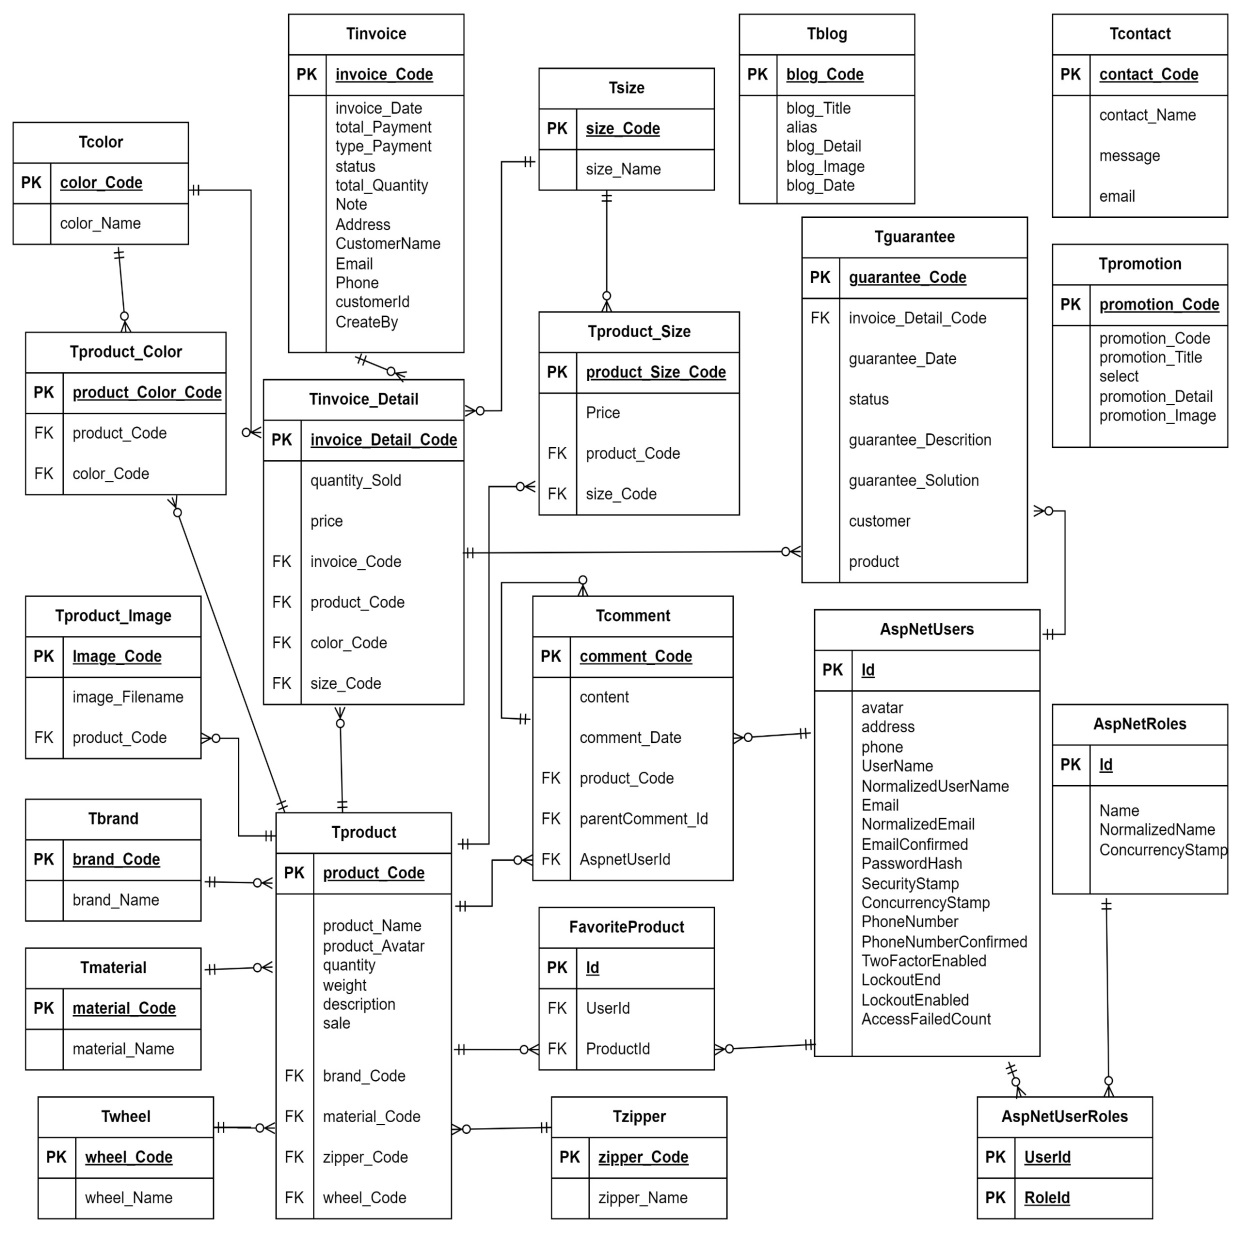 Tinvoice
PK invoice_Code
invoice_Date
total_Payment
type_Payment
status
total_Quantity
Note
Address
CustomerName
Email
Phone
customerId
CreateBy
Tsize
PK size_Code
size_Name
Tblog
PK blog_Code
blog_Title
alias
blog_Detail
blog_Image
blog_Date
Tcontact
PK contact_Code
contact_Name
message
email
Tcolor
PK color_Code
color_Name
Tguarantee
PK guarantee_Code
FK invoice_Detail_Code
guarantee_Date
status
guarantee_Descrition
guarantee_Solution
customer
product
Tpromotion
PK promotion_Code
promotion_Code
promotion_Title
select
promotion_Detail
promotion_Image
Tproduct_Color
PK product_Color_Code
FK product_Code
FK color_Code
Tinvoice_Detail
PK invoice_Detail_Code
quantity_Sold
price
FK invoice_Code
FK product_Code
FK color_Code
FK size_Code
Tproduct_Size
PK product_Size_Code
Price
FK product_Code
FK size_Code
Tproduct_Image
PK Image_Code
image_Filename
FK product_Code
Tcomment
PK comment_Code
content
comment_Date
FK product_Code
FK parentComment_Id
FK AspnetUserId
AspNetUsers
PK Id
avatar
address
phone
UserName
NormalizedUserName
Email
NormalizedEmail
EmailConfirmed
PasswordHash
SecurityStamp
ConcurrencyStamp
PhoneNumber
PhoneNumberConfirmed
TwoFactorEnabled
LockoutEnd
LockoutEnabled
AccessFailedCount
AspNetRoles
PK Id
Name
NormalizedName
ConcurrencyStamp
Tbrand
PK brand_Code
brand_Name
Tproduct
PK product_Code
product_Name
product_Avatar
quantity
weight
description
sale
FK brand_Code
FK material_Code
FK zipper_Code
FK wheel_Code
FavoriteProduct
PK Id
FK UserId
FK ProductId
Tmaterial
PK material_Code
material_Name
Twheel
PK wheel_Code
wheel_Name
Tzipper
PK zipper_Code
zipper_Name
AspNetUserRoles
PK UserId
PK RoleId